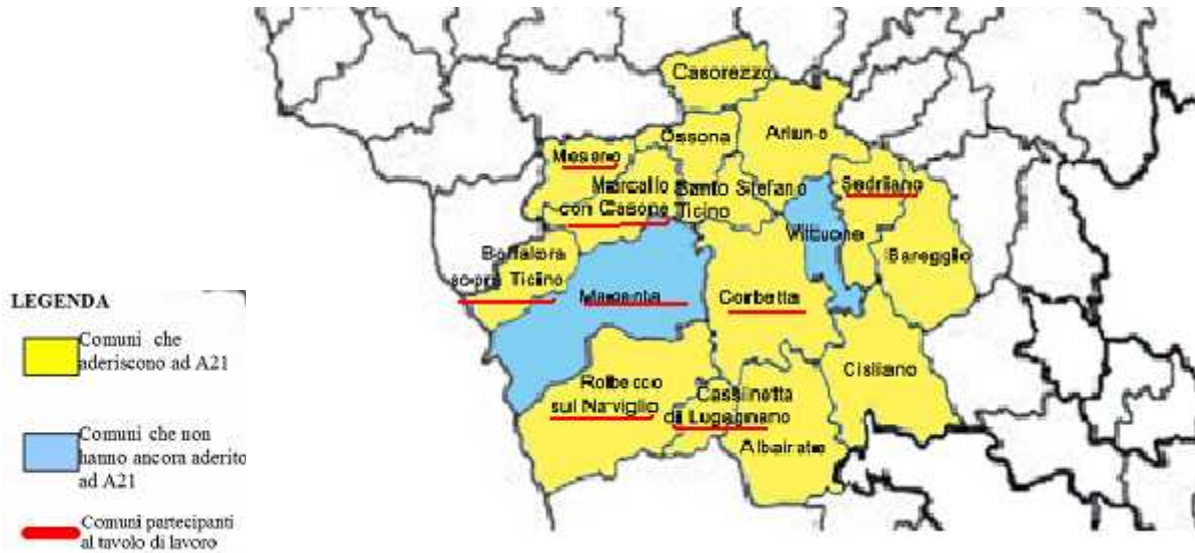 Casorezzo
Ossona
Arluno
Mesero
Marcallo
con Casone
Santo Stefano
Ticino
Sedriano
Vittuone
Bareggio
Boffalora
sopra Ticino
Magenta
Corbetta
Cisliano
Robecco
sul Naviglio
Cassinetta
di Lugagnano
Albairate
LEGENDA
Comuni che
aderiscono ad A21
Comuni che non
hanno ancora aderito
ad A21
Comuni partecipanti
al tavolo di lavoro